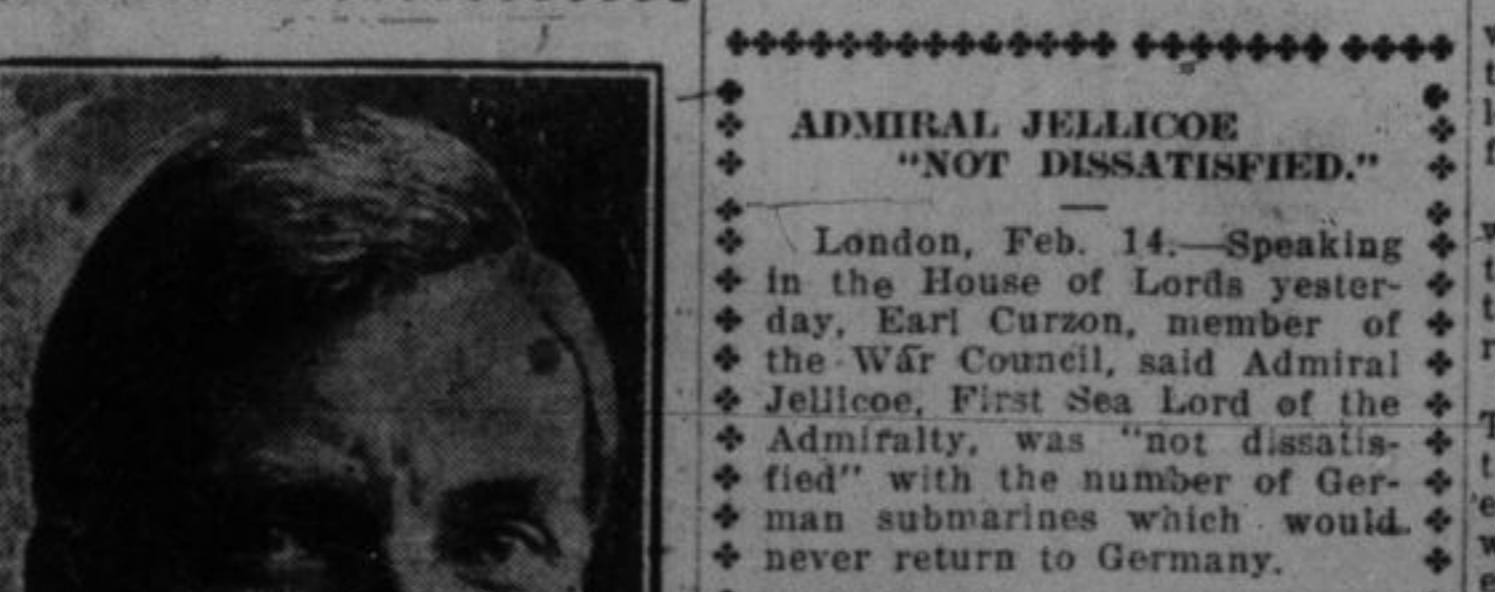 ADMIRAL JELLICOE
"NOT DISSATISFIED."
London, Feb. 14.—Speaking
in the House of Lords yester-
day, Earl Curzon, member of
the War Council, said Admiral
Jellicoe, First Sea Lord of the
Admiralty, was "not dissatis-
fied" with the number of Ger-
man submarines which would
never return to Germany.